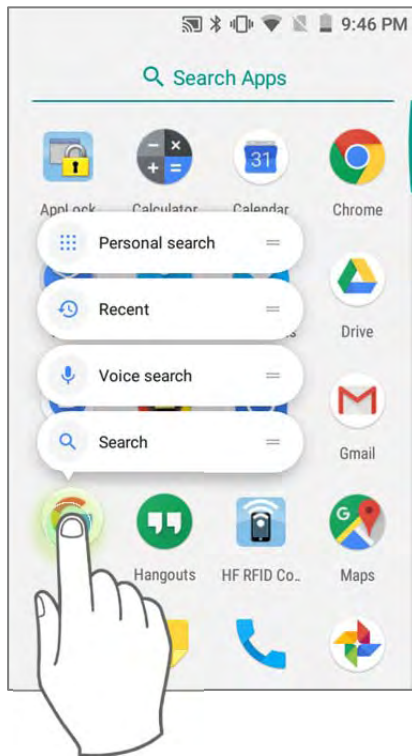 9:46 PM
Search Apps
31
AppLock
Calculator
Calendar
Chrome
Personal search
Recent
Drive
Voice search
Search
Gmail
Hangouts
HF RFID Co..
G
Maps